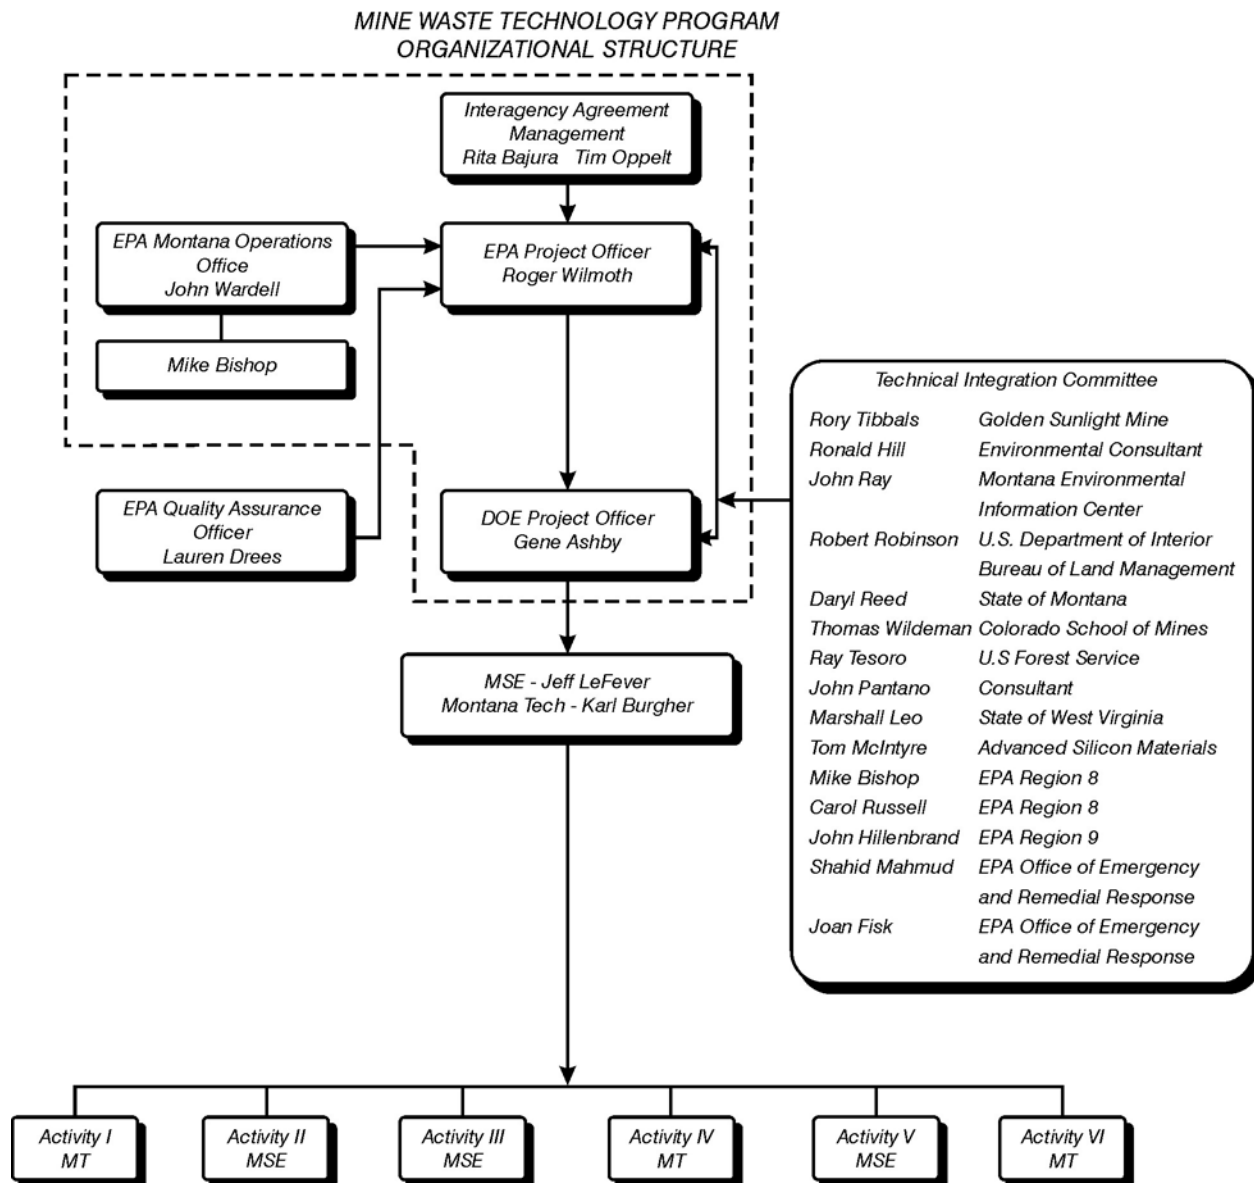 MINE WASTE TECHNOLOGY PROGRAM
ORGANIZATIONAL STRUCTURE
Interagency Agreement
Management
Rita Bajura Tim Oppelt
EPA Montana Operations
Office
John Wardell
EPA Project Officer
Roger Wilmoth
Mike Bishop
EPA Quality Assurance
Officer
Lauren Drees
DOE Project Officer
Gene Ashby
MSE - Jeff LeFever
Montana Tech - Karl Burgher
Technical Integration Committee
Rory Tibbals Golden Sunlight Mine
Ronald Hill Environmental Consultant
John Ray Montana Environmental
Information Center
Robert Robinson U.S. Department of Interior
Bureau of Land Management
Daryl Reed State of Montana
Thomas Wildeman Colorado School of Mines
Ray Tesoro U.S Forest Service
John Pantano Consultant
Marshall Leo State of West Virginia
Tom McIntyre Advanced Silicon Materials
Mike Bishop EPA Region 8
Carol Russell EPA Region 8
John Hillenbrand EPA Region 9
Shahid Mahmud EPA Office of Emergency
and Remedial Response
Joan Fisk EPA Office of Emergency
and Remedial Response
Activity I
MT
Activity II
MSE
Activity III
MSE
Activity IV
MT
Activity V
MSE
Activity VI
MT